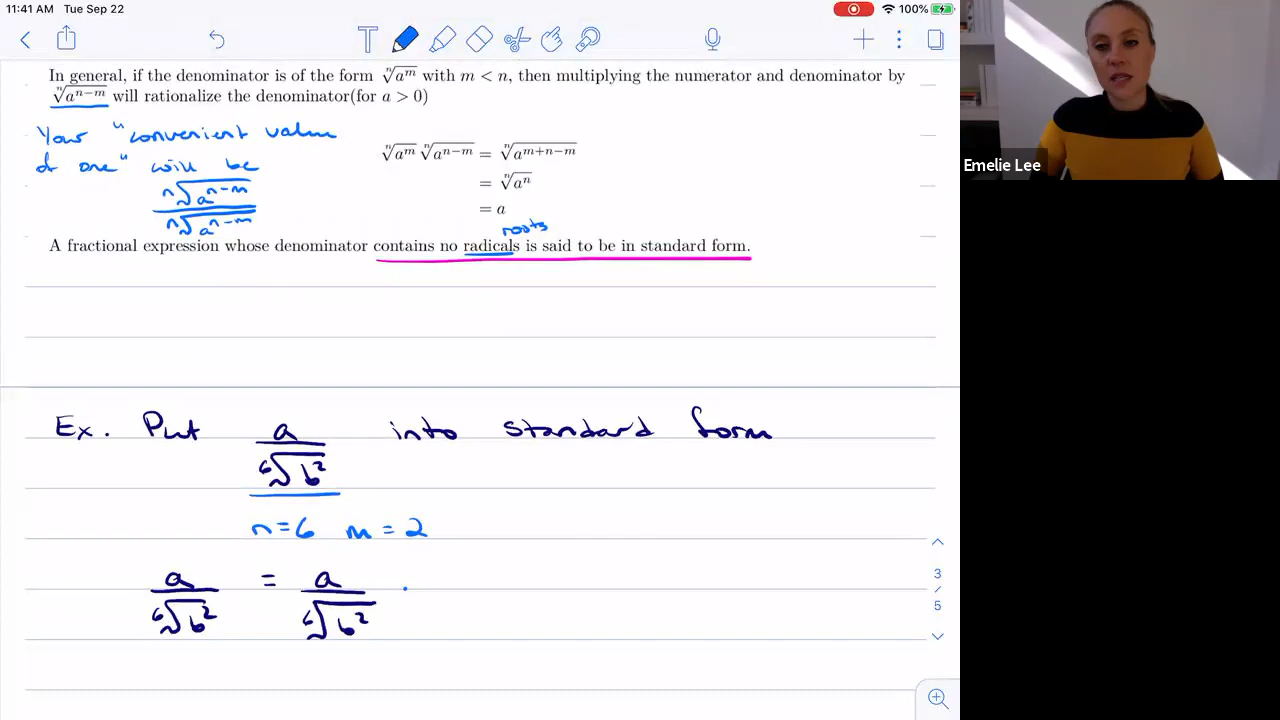 11:41 AM Tue Sep 22
100%
In general, if the denominator is of the form ⁿ√aᵐ with m < n, then multiplying the numerator and denominator by
ⁿ√aⁿ⁻ᵐ will rationalize the denominator(for a > 0)
Your "convenient value
of one" will be
ⁿ√aⁿ⁻ᵐ
ⁿ√aⁿ⁻ᵐ
ⁿ√aᵐ ⁿ√aⁿ⁻ᵐ = ⁿ√aᵐ⁺ⁿ⁻ᵐ
= ⁿ√aⁿ
= a
roots
A fractional expression whose denominator contains no radicals is said to be in standard form.
Ex. Put a / ⁶√b² into standard form
n = 6 m = 2
a / ⁶√b² = a / ⁶√b² ·
3
/
5
Emelie Lee
T